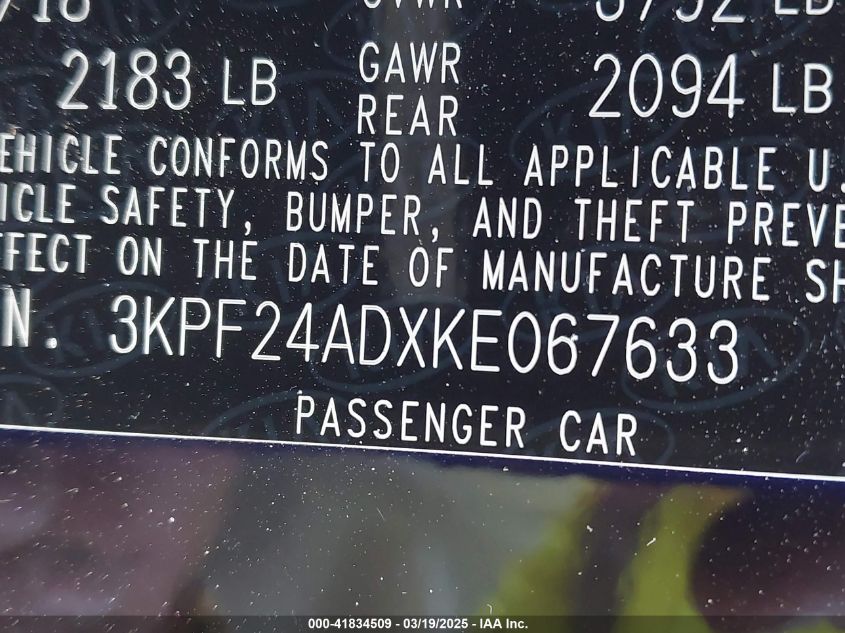 2183 LB GAWR REAR 2094 LB
EHICLE CONFORMS TO ALL APPLICABLE U.
ICLE SAFETY, BUMPER, AND THEFT PREVE
FFECT ON THE DATE OF MANUFACTURE SH
N. 3KPF24ADXKE067633
PASSENGER CAR
000-41834509 - 03/19/2025 - IAA Inc.